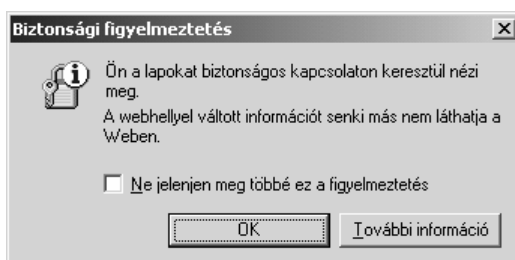 Biztonsági figyelmeztetés
Ön a lapokat biztonságos kapcsolaton keresztül nézi
meg.
A webhellyel váltott információt senki más nem láthatja a
Weben.
Ne jelenjen meg többé ez a figyelmeztetés
OK
További információ